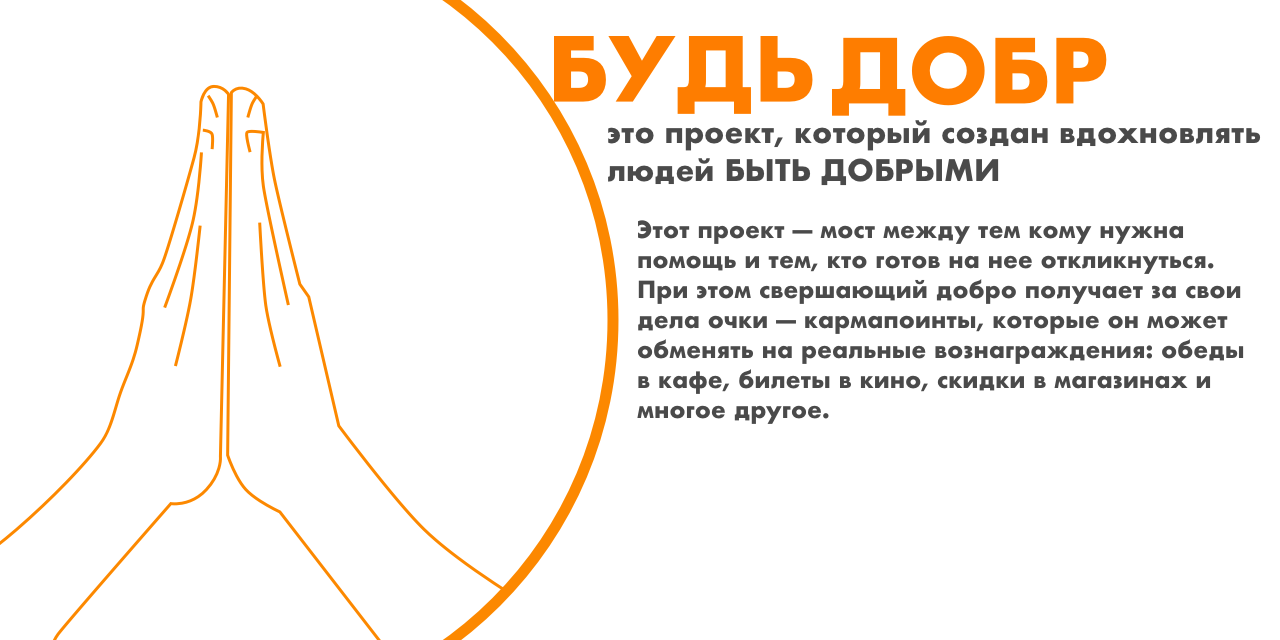 БУДЬ ДОБР
это проект, который создан вдохновлять
людей БЫТЬ ДОБРЫМИ
Этот проект — мост между тем кому нужна
помощь и тем, кто готов на нее откликнуться.
При этом свершающий добро получает за свои
дела очки — кармапоинты, которые он может
обменять на реальные вознаграждения: обеды
в кафе, билеты в кино, скидки в магазинах и
многое другое.